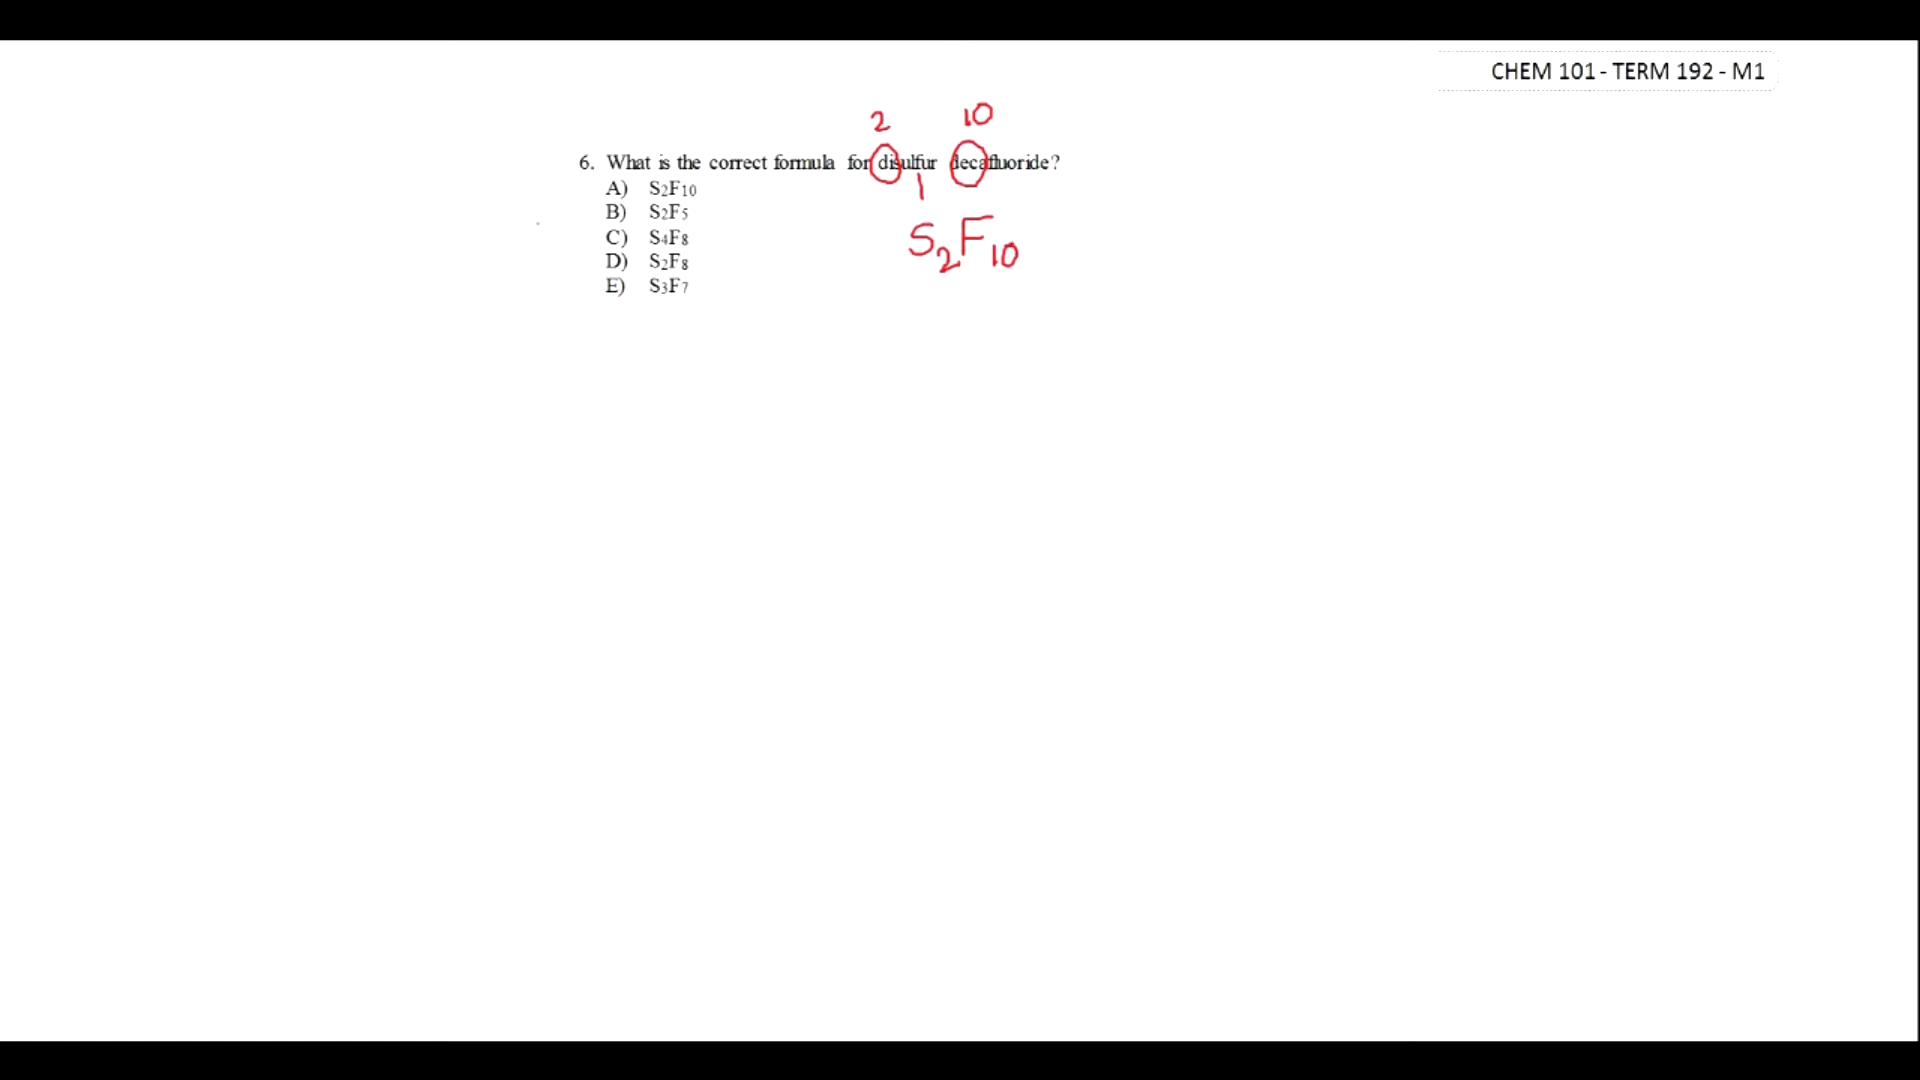 CHEM 101 - TERM 192 - M1
2 10
6. What is the correct formula for disulfur decafluoride?
A) S2F10
B) S2F5
C) S4F8
D) S2F8
E) S3F7
S2F10